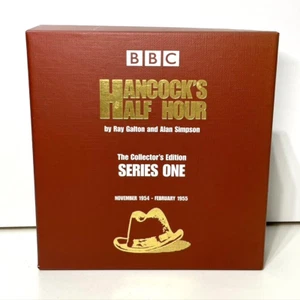 BBC
HANCOCK'S
HALF HOUR
by Ray Galton and Alan Simpson
The Collector's Edition
SERIES ONE
NOVEMBER 1954 - FEBRUARY 1955